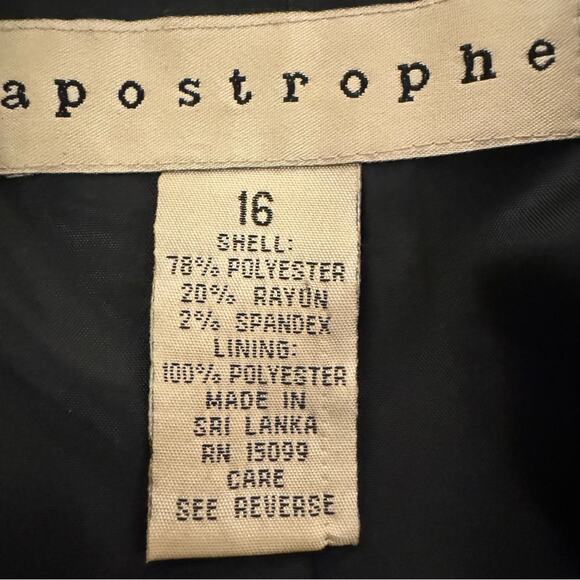 apostrophe
16
SHELL:
78% POLYESTER
20% RAYON
2% SPANDEX
LINING:
100% POLYESTER
MADE IN
SRI LANKA
RN 15099
CARE
SEE REVERSE